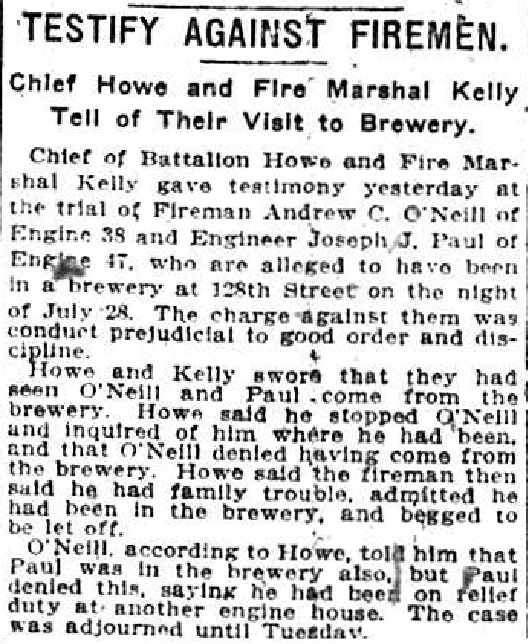 TESTIFY AGAINST FIREMEN.
Chief Howe and Fire Marshal Kelly
Tell of Their Visit to Brewery.
Chief of Battalion Howe and Fire Mar-
shal Kelly gave testimony yesterday at
the trial of Fireman Andrew C. O'Neill of
Engine 38 and Engineer Joseph J. Paul of
Engine 47, who are alleged to have been
in a brewery at 128th Street on the night
of July 28. The charge against them was
conduct prejudicial to good order and dis-
cipline.
Howe and Kelly swore that they had
seen O'Neill and Paul come from the
brewery. Howe said he stopped O'Neill
and inquired of him where he had been,
and that O'Neill denied having come from
the brewery. Howe said the fireman then
said he had family trouble, admitted he
had been in the brewery, and begged to
be let off.
O'Neill, according to Howe, told him that
Paul was in the brewery also, but Paul
denied this, saying he had been on relief
duty at another engine house. The case
was adjourned until Tuesday.